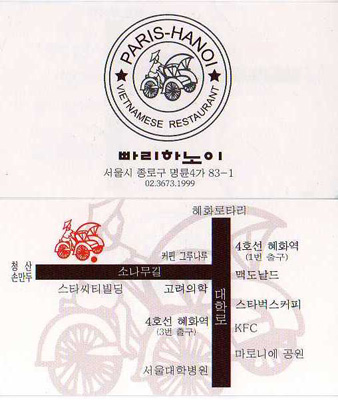 PARIS-HANOI
VIETNAMESE RESTAURANT
빠리하노이
서울시 종로구 명륜4가 83-1
02.3673.1999
혜화로타리
4호선 혜화역
(1번 출구)
커핀 그루나루
청산
손만두
소나무길
맥도날드
스타씨티빌딩
고려의학
대학로
스타벅스커피
4호선 혜화역
(3번 출구)
KFC
마로니에 공원
서울대학병원